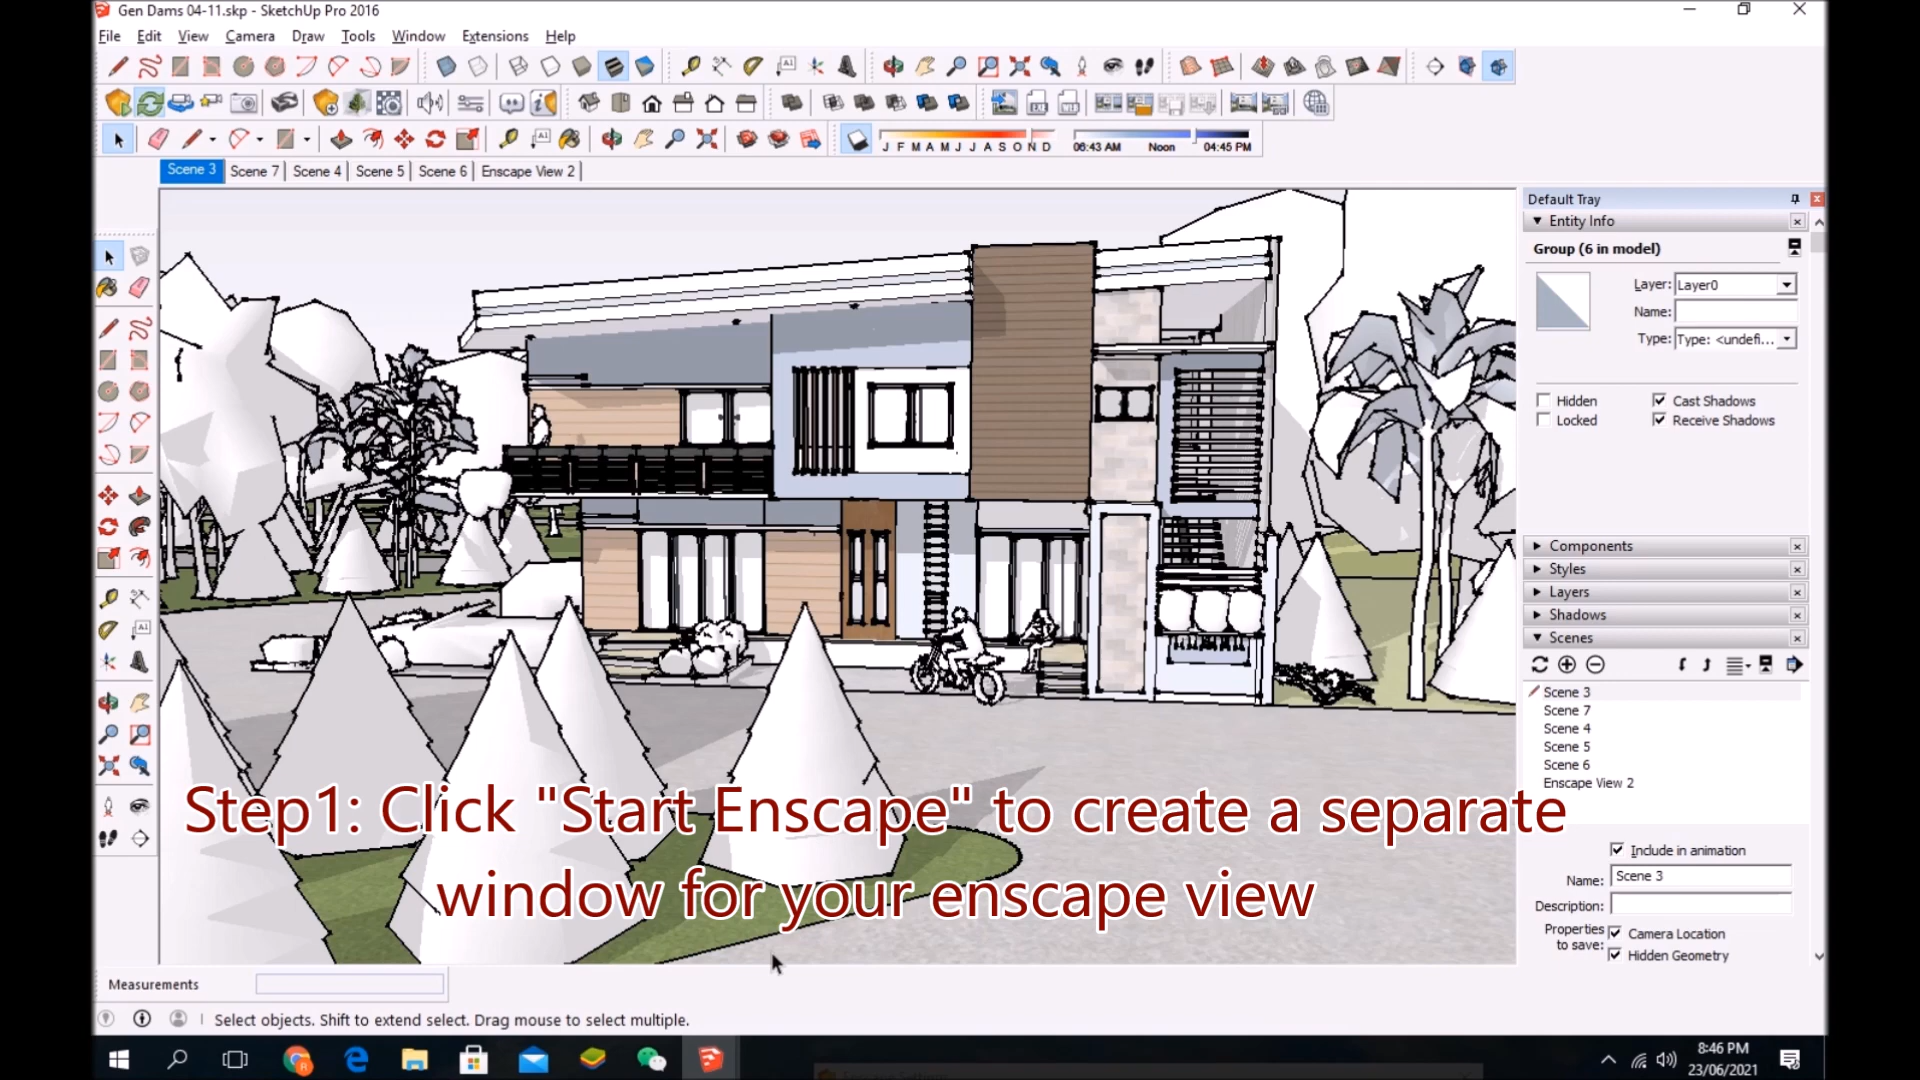 Gen Dams 04-11.skp - SketchUp Pro 2016
File Edit View Camera Draw Tools Window Extensions Help
J F M A M J J A S O N D 06:43 AM Noon 04:45 PM
Scene 3 Scene 7 Scene 4 Scene 5 Scene 6 Enscape View 2
Default Tray
Entity Info
Group (6 in model)
Layer: Layer0
Name:
Type: Type: <undefi...
Hidden Cast Shadows
Locked Receive Shadows
Components
Styles
Layers
Shadows
Scenes
Scene 3
Scene 7
Scene 4
Scene 5
Scene 6
Enscape View 2
Include in animation
Name: Scene 3
Description:
Properties to save: Camera Location
Hidden Geometry
Step1: Click "Start Enscape" to create a separate
window for your enscape view
Measurements
Select objects. Shift to extend select. Drag mouse to select multiple.
8:46 PM
23/06/2021